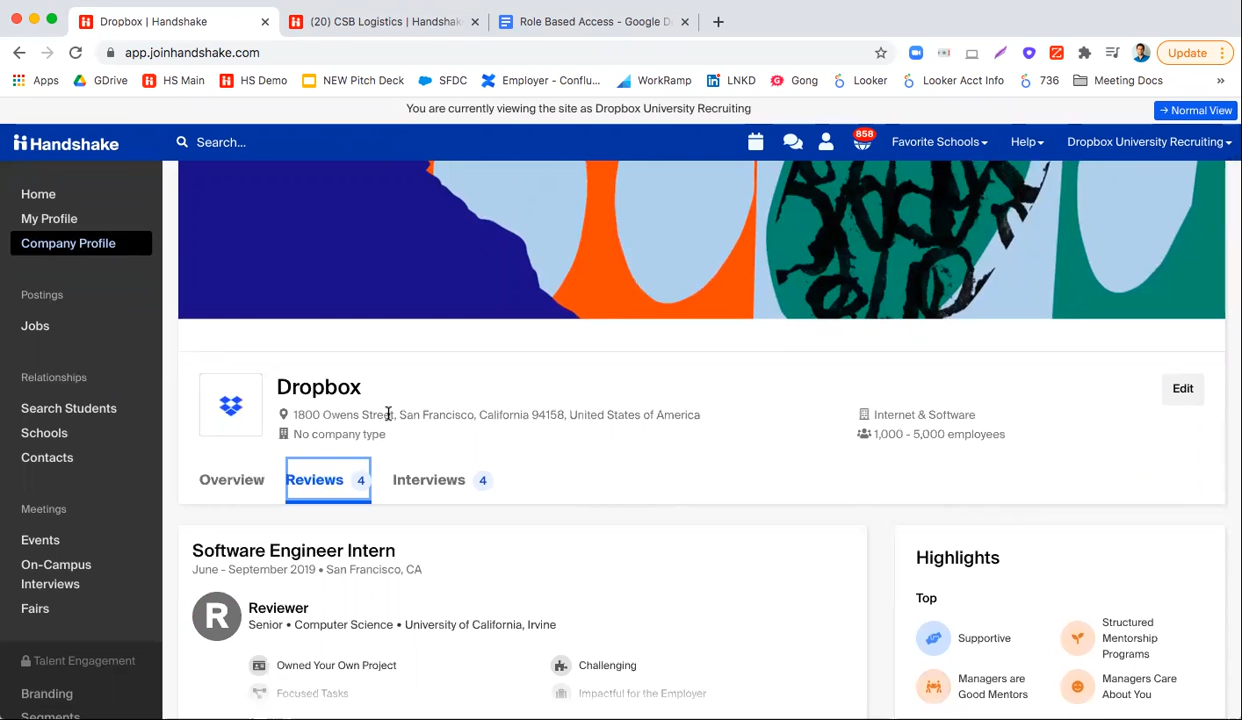 Dropbox | Handshake
(20) CSB Logistics | Handshak
Role Based Access - Google D
app.joinhandshake.com
Update
Apps
GDrive
HS Main
HS Demo
NEW Pitch Deck
SFDC
Employer - Conflu...
WorkRamp
LNKD
Gong
Looker
Looker Acct Info
736
Meeting Docs
»
You are currently viewing the site as Dropbox University Recruiting
→ Normal View
Handshake
Search...
858
Favorite Schools
Help
Dropbox University Recruiting
Home
My Profile
Company Profile
Postings
Jobs
Relationships
Search Students
Schools
Contacts
Meetings
Events
On-Campus
Interviews
Fairs
Talent Engagement
Branding
Segments
Dropbox
1800 Owens Street, San Francisco, California 94158, United States of America
No company type
Internet & Software
1,000 - 5,000 employees
Edit
Overview
Reviews 4
Interviews 4
Software Engineer Intern
June - September 2019 • San Francisco, CA
R
Reviewer
Senior • Computer Science • University of California, Irvine
Owned Your Own Project
Challenging
Focused Tasks
Impactful for the Employer
Highlights
Top
Supportive
Structured
Mentorship
Programs
Managers are
Good Mentors
Managers Care
About You